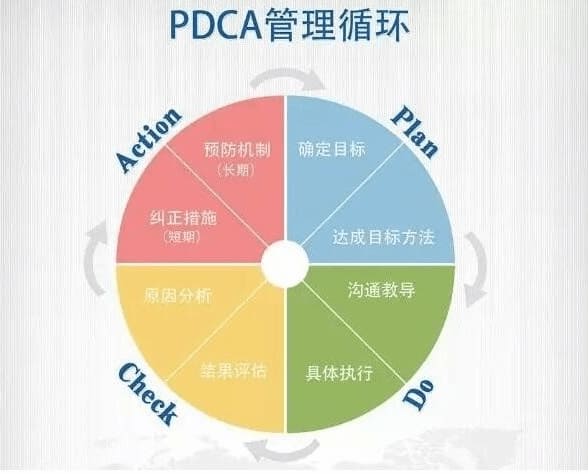 PDCA管理循环
Action
Plan
预防机制
(长期)
确定目标
纠正措施
(短期)
达成目标方法
原因分析
沟通教导
结果评估
具体执行
Check
Do